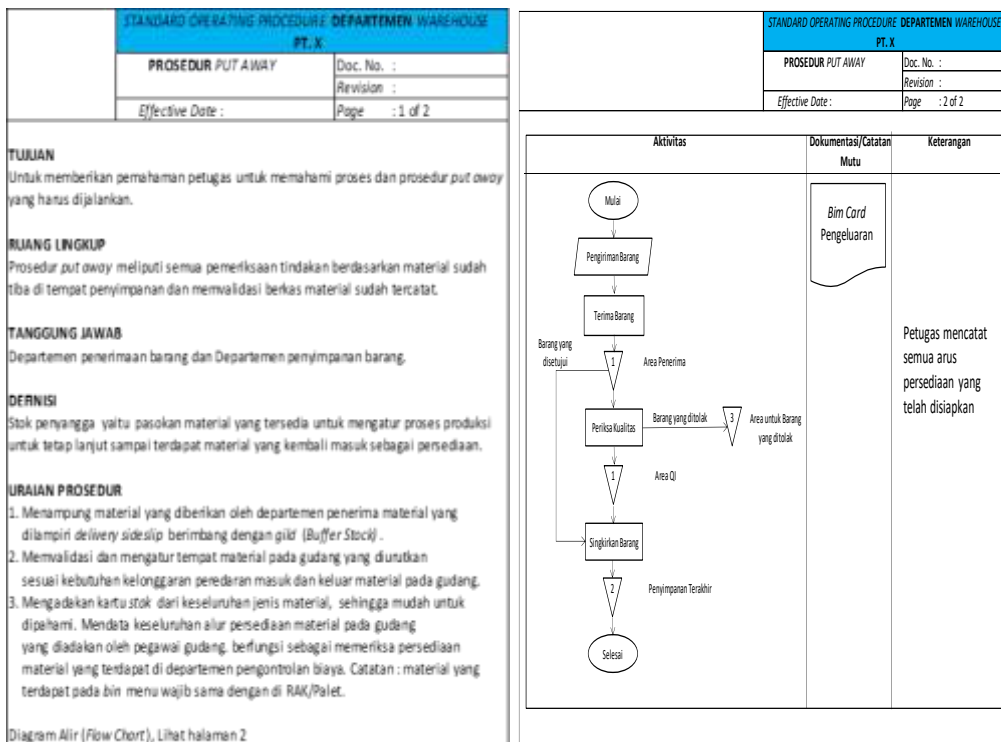 STANDARD OPERATING PROCEDURE DEPARTEMEN WAREHOUSE
PT. X
PROSEDUR PUT AWAY
Doc. No. :
Revision :
Effective Date :
Page : 1 of 2
TUJUAN
Untuk memberikan pemahaman petugas untuk memahami proses dan prosedur put away
yang harus dijalankan.
RUANG LINGKUP
Prosedur put away meliputi semua pemeriksaan tindakan berdasarkan material sudah
tiba di tempat penyimpanan dan memvalidasi berkas material sudah tercatat.
TANGGUNG JAWAB
Departemen penerimaan barang dan Departemen penyimpanan barang.
DEFINISI
Stok penyangga yaitu pasokan material yang tersedia untuk mengatur proses produksi
untuk tetap lanjut sampai terdapat material yang kembali masuk sebagai persediaan.
URAIAN PROSEDUR
1. Menampung material yang diberikan oleh departemen penerima material yang
dilampiri delivery sideslip berimbang dengan gild (Buffer Stock) .
2. Memvalidasi dan mengatur tempat material pada gudang yang diurutkan
sesuai kebutuhan kelonggaran peredaran masuk dan keluar material pada gudang.
3. Mengadakan kartu stok dari keseluruhan jenis material, sehingga mudah untuk
dipahami. Mendata keseluruhan alur persediaan material pada gudang
yang diadakan oleh pegawai gudang. berfungsi sebagai memeriksa persediaan
material yang terdapat di departemen pengontrolan biaya. Catatan : material yang
terdapat pada bin menu wajib sama dengan di RAK/Palet.
Diagram Alir (Flow Chart), Lihat halaman 2
STANDARD OPERATING PROCEDURE DEPARTEMEN WAREHOUSE
PT. X
PROSEDUR PUT AWAY
Doc. No. :
Revision :
Effective Date :
Page : 2 of 2
Aktivitas
Dokumentasi/Catatan
Mutu
Keterangan
Mulai
Pengiriman Barang
Terima Barang
Barang yang
disetujui
1
Area Penerima
Periksa Kualitas
Barang yang ditolak
3
Area untuk Barang
yang ditolak
1
Area QI
Singkirkan Barang
2
Penyimpanan Terakhir
Selesai
Bim Card
Pengeluaran
Petugas mencatat
semua arus
persediaan yang
telah disiapkan